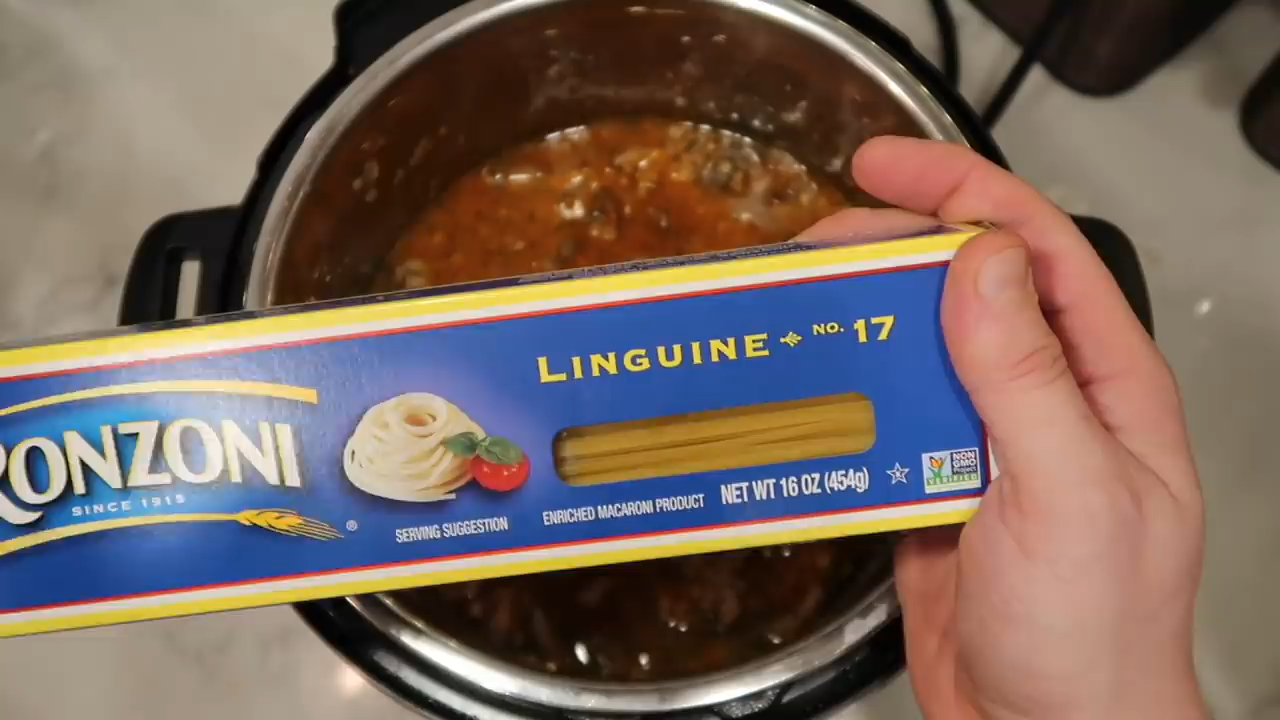 LINGUINE NO. 17
RONZONI
SINCE 1915
®
SERVING SUGGESTION
ENRICHED MACARONI PRODUCT
NET WT 16 OZ (454g)
K
NON
GMO
Project
VERIFIED